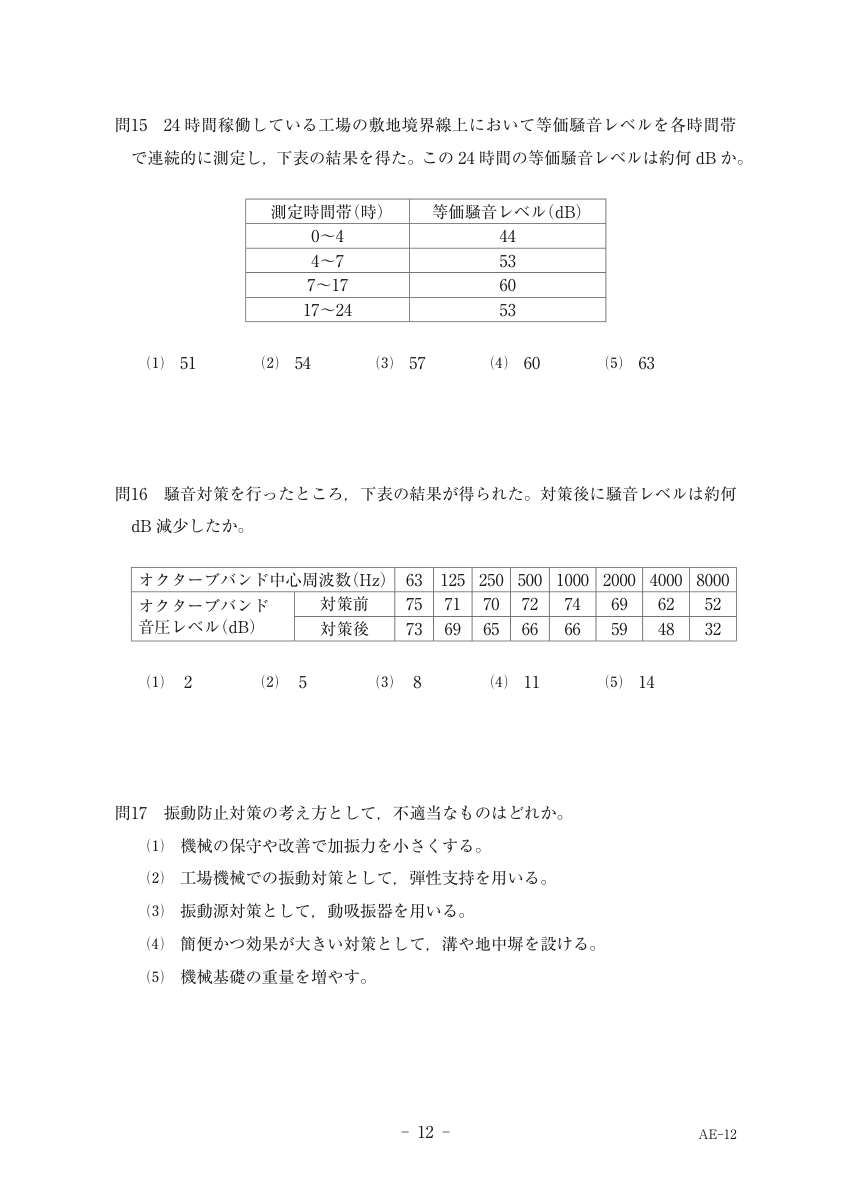 問15　24 時間稼働している工場の敷地境界線上において等価騒音レベルを各時間帯
で連続的に測定し，下表の結果を得た。この 24 時間の等価騒音レベルは約何 dB か。
測定時間帯(時)　等価騒音レベル(dB)
0～4　44
4～7　53
7～17　60
17～24　53
(1)　51　(2)　54　(3)　57　(4)　60　(5)　63
問16　騒音対策を行ったところ，下表の結果が得られた。対策後に騒音レベルは約何
dB 減少したか。
オクターブバンド中心周波数(Hz)　63　125　250　500　1000　2000　4000　8000
オクターブバンド　対策前　75　71　70　72　74　69　62　52
音圧レベル(dB)　対策後　73　69　65　66　66　59　48　32
(1)　2　(2)　5　(3)　8　(4)　11　(5)　14
問17　振動防止対策の考え方として，不適当なものはどれか。
(1)　機械の保守や改善で加振力を小さくする。
(2)　工場機械での振動対策として，弾性支持を用いる。
(3)　振動源対策として，動吸振器を用いる。
(4)　簡便かつ効果が大きい対策として，溝や地中塀を設ける。
(5)　機械基礎の重量を増やす。
− 12 −
AE−12